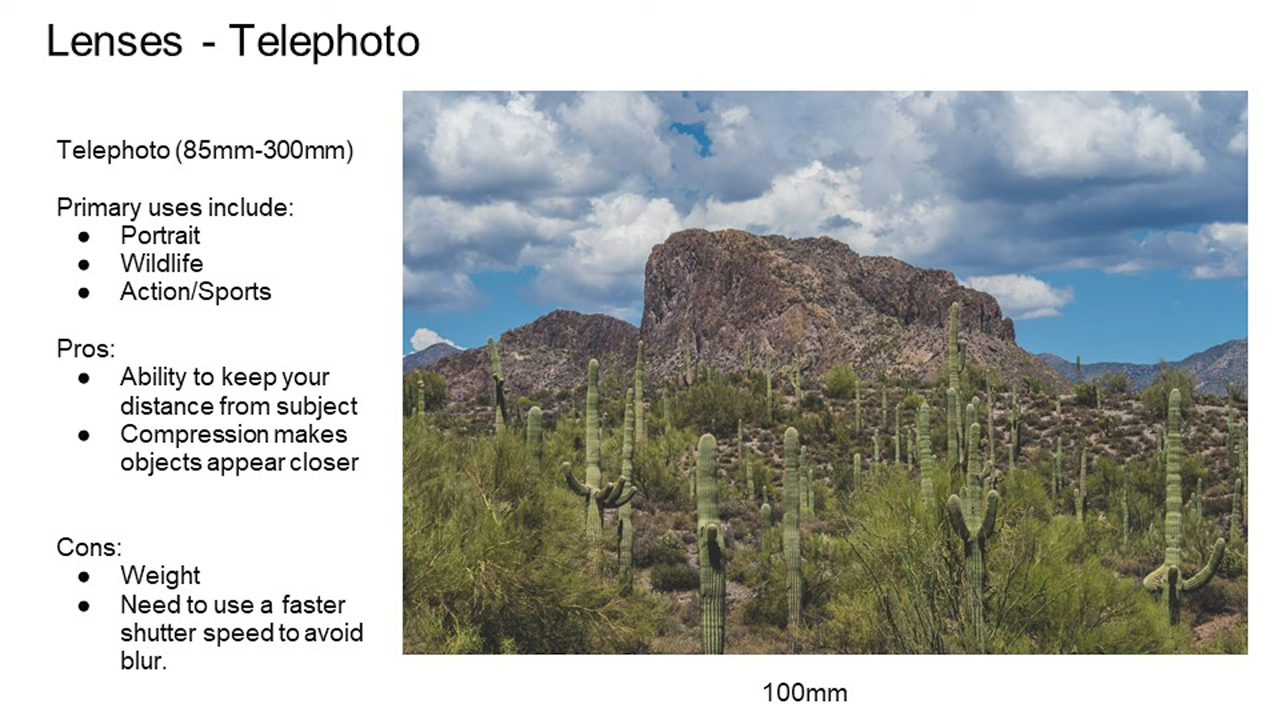 Lenses - Telephoto
Telephoto (85mm-300mm)
Primary uses include:
● Portrait
● Wildlife
● Action/Sports
Pros:
● Ability to keep your
distance from subject
● Compression makes
objects appear closer
Cons:
● Weight
● Need to use a faster
shutter speed to avoid
blur.
100mm